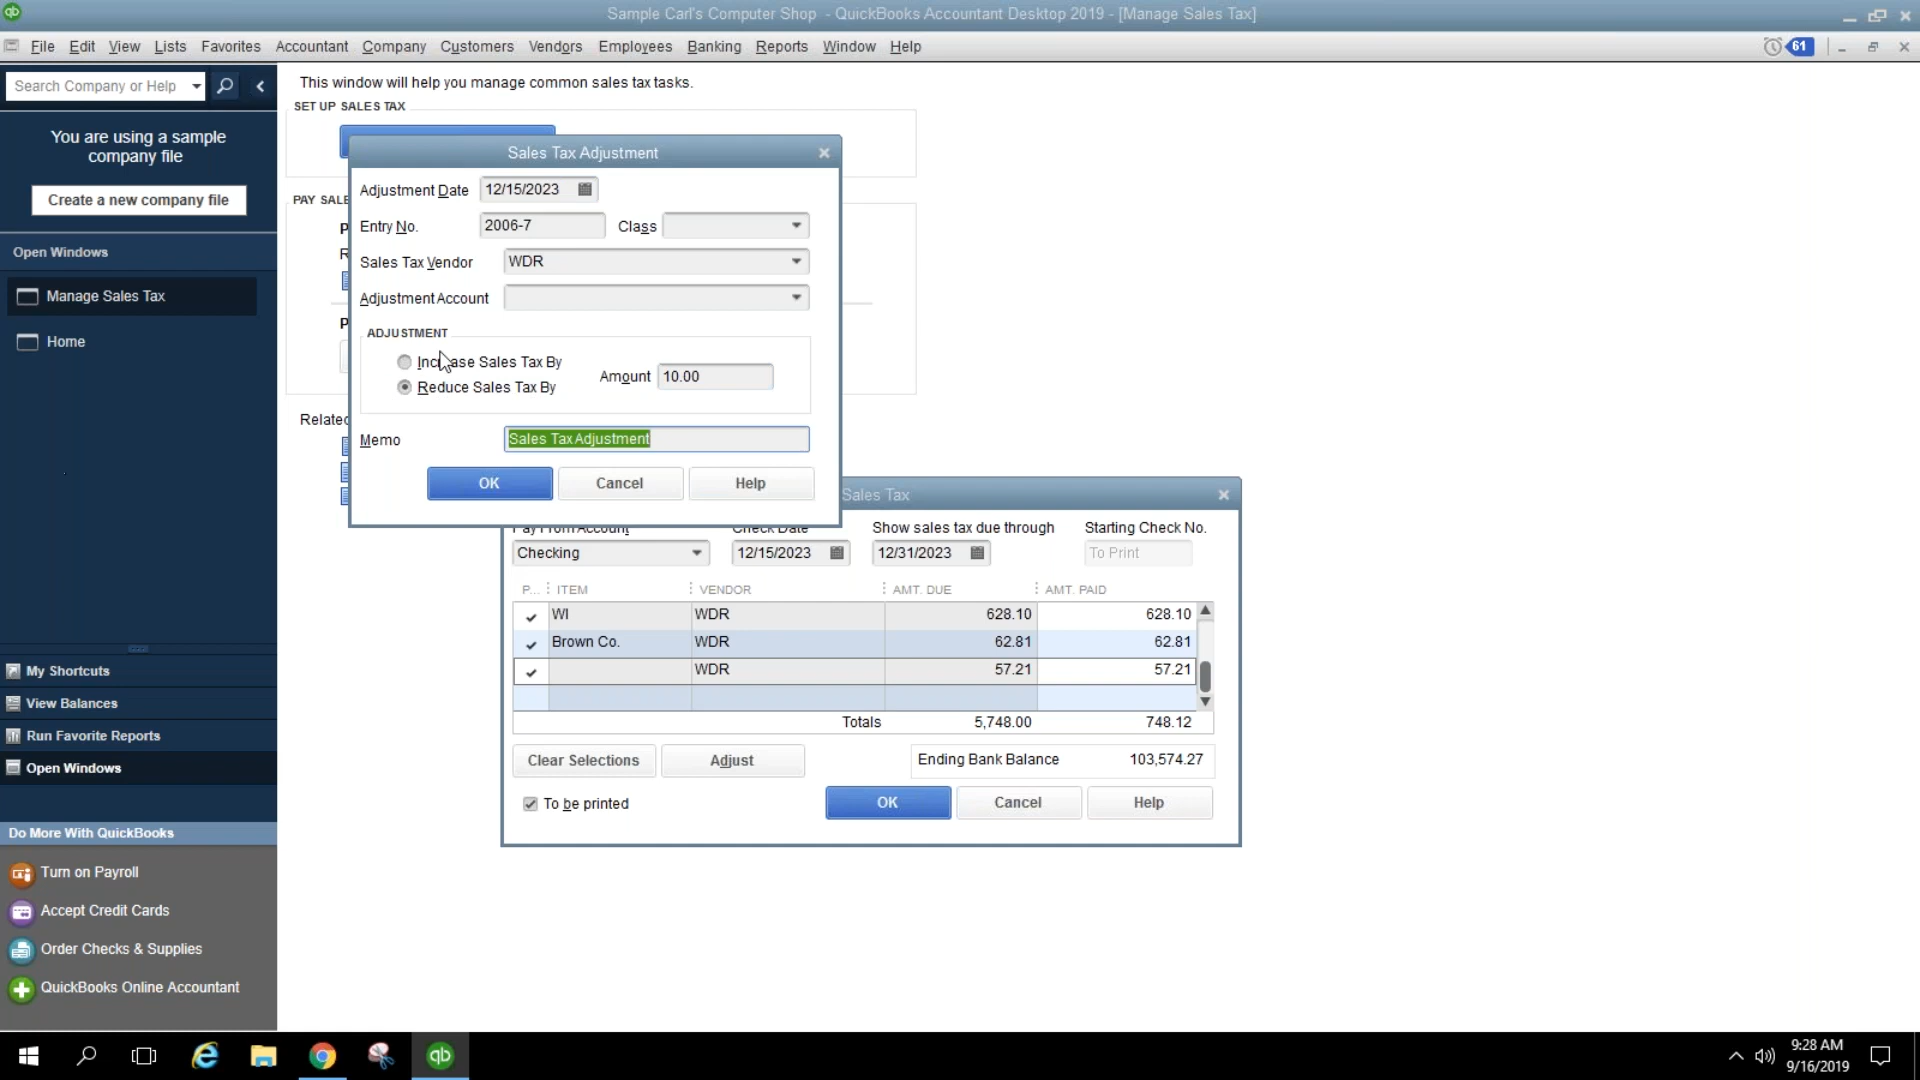 Sample Carl's Computer Shop - QuickBooks Accountant Desktop 2019 - [Manage Sales Tax]
File Edit View Lists Favorites Accountant Company Customers Vendors Employees Banking Reports Window Help
61
Search Company or Help
This window will help you manage common sales tax tasks.
SET UP SALES TAX
You are using a sample
company file
Create a new company file
Open Windows
Manage Sales Tax
Home
PAY SALE
Related
Sales Tax Adjustment
Adjustment Date 12/15/2023
Entry No. 2006-7 Class
Sales Tax Vendor WDR
Adjustment Account
ADJUSTMENT
Increase Sales Tax By
Reduce Sales Tax By
Amount 10.00
Memo Sales Tax Adjustment
OK Cancel Help
Sales Tax
Pay From Account Check Date Show sales tax due through Starting Check No.
Checking 12/15/2023 12/31/2023 To Print
P... ITEM VENDOR AMT. DUE AMT. PAID
WI WDR 628.10 628.10
Brown Co. WDR 62.81 62.81
WDR 57.21 57.21
Totals 5,748.00 748.12
Clear Selections Adjust Ending Bank Balance 103,574.27
To be printed OK Cancel Help
My Shortcuts
View Balances
Run Favorite Reports
Open Windows
Do More With QuickBooks
Turn on Payroll
Accept Credit Cards
Order Checks & Supplies
QuickBooks Online Accountant
qb
9:28 AM
9/16/2019